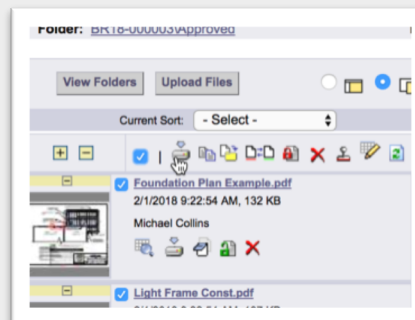 Folder: BR18-000003\Approved
View Folders Upload Files
Current Sort: - Select -
Foundation Plan Example.pdf
2/1/2018 9:22:54 AM, 132 KB
Michael Collins
Light Frame Const.pdf